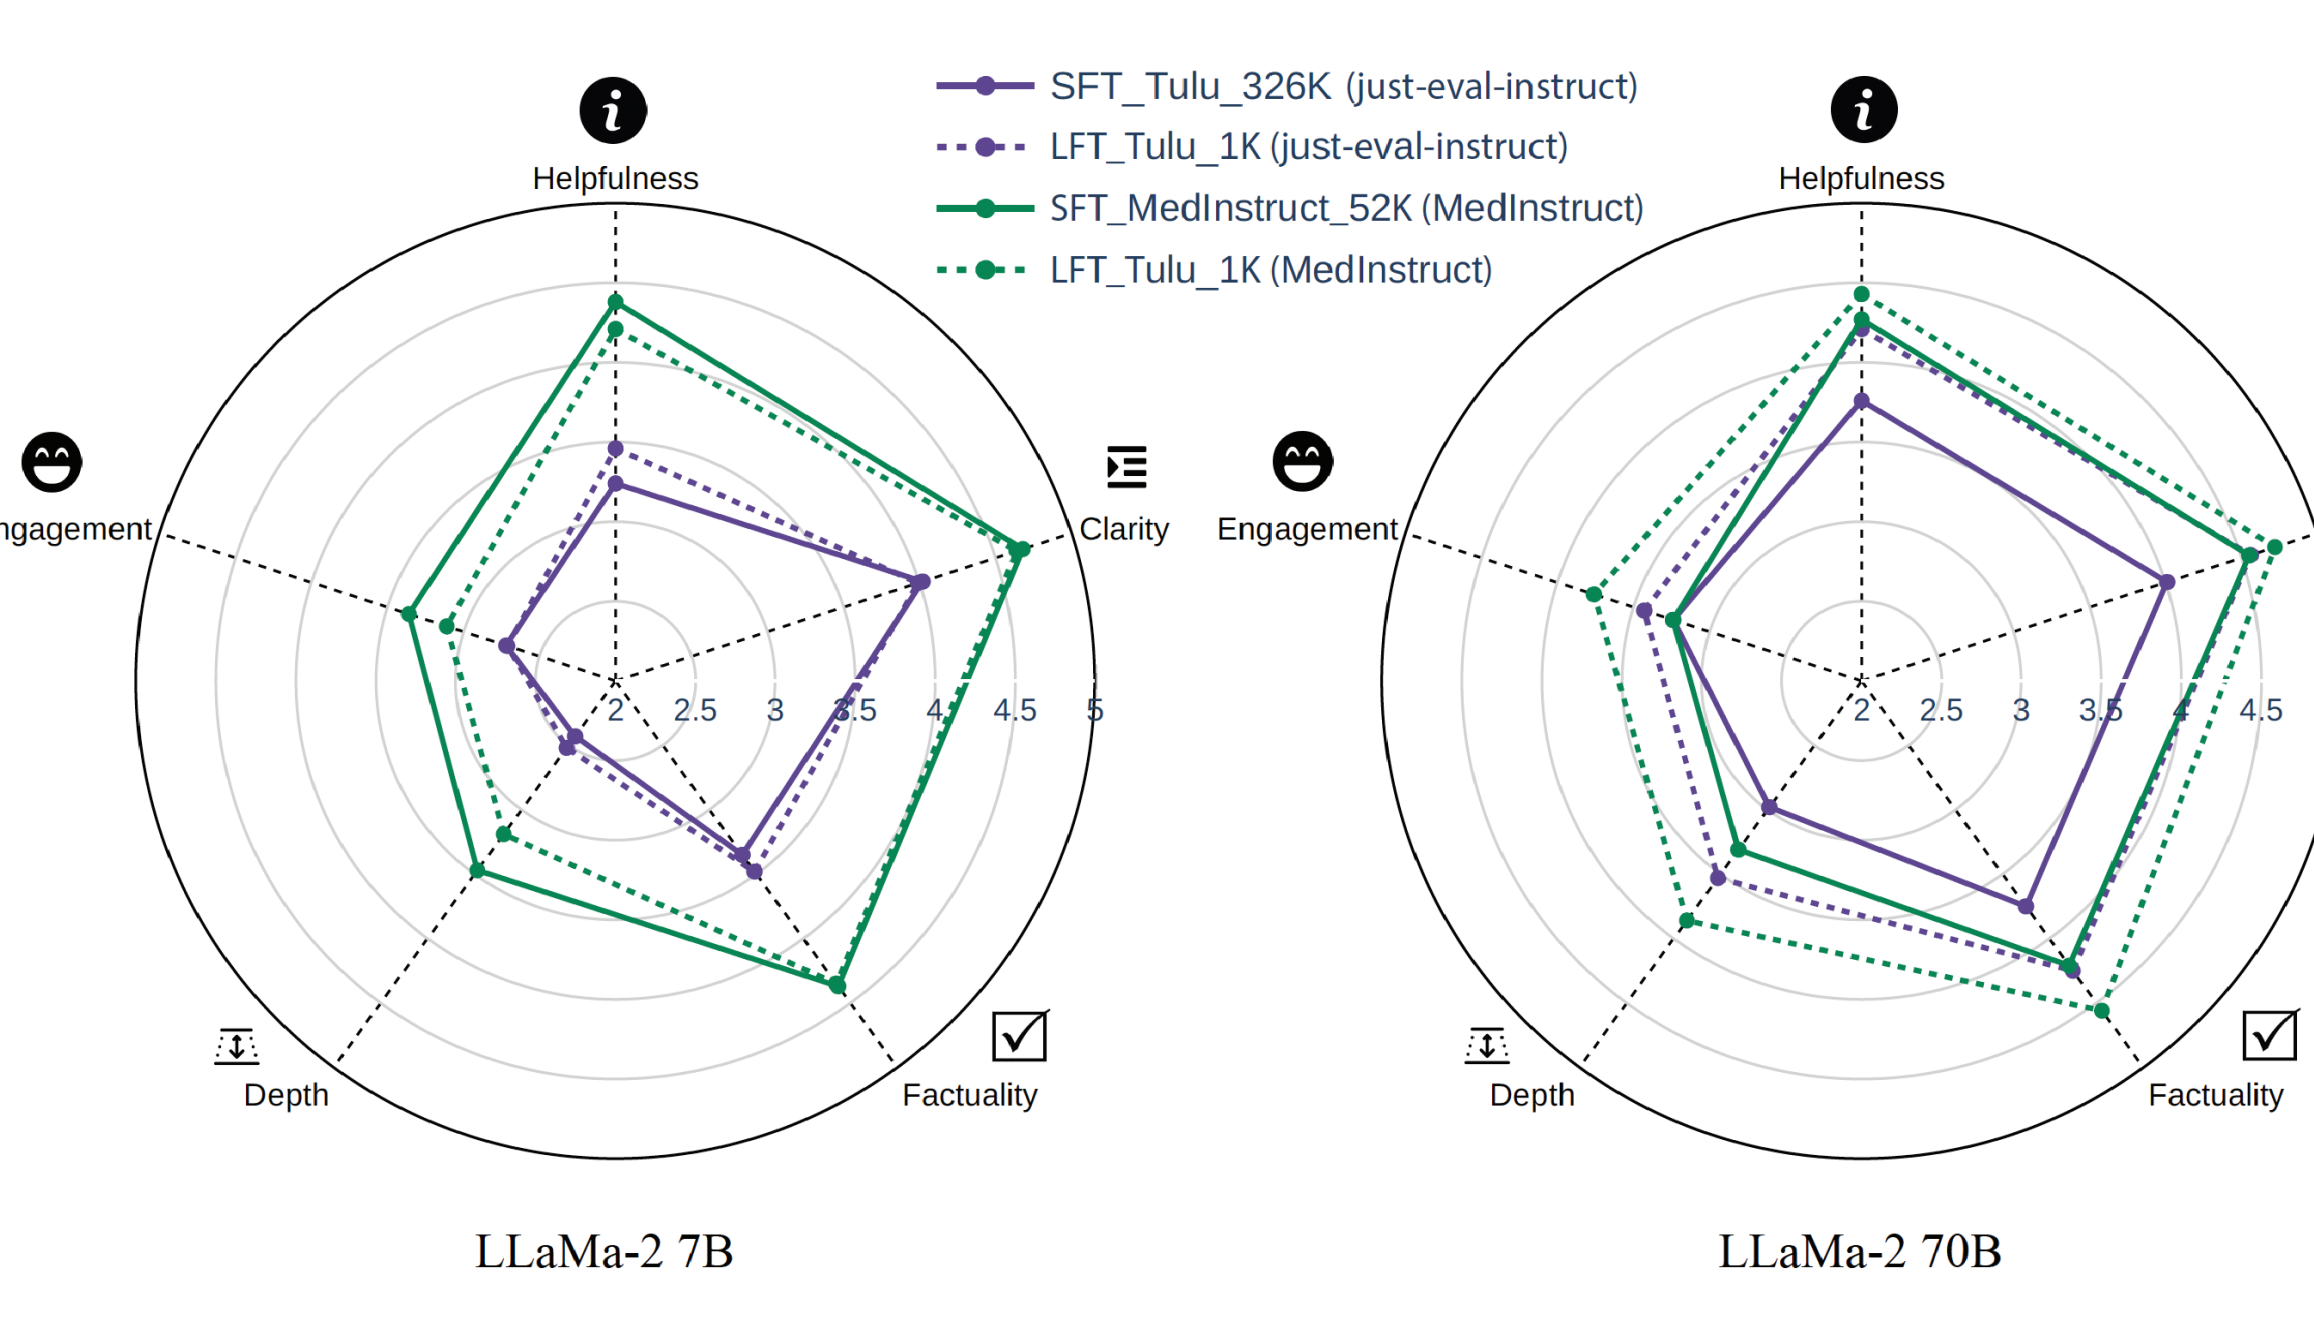 SFT_Tulu_326K (just-eval-instruct)
LFT_Tulu_1K (just-eval-instruct)
SFT_MedInstruct_52K (MedInstruct)
LFT_Tulu_1K (MedInstruct)
i
Helpfulness
ngagement
Clarity
2 2.5 3 3.5 4 4.5 5
Depth
Factuality
LLaMa-2 7B
i
Helpfulness
Engagement
2 2.5 3 3.5 4 4.5
Depth
Factuality
LLaMa-2 70B